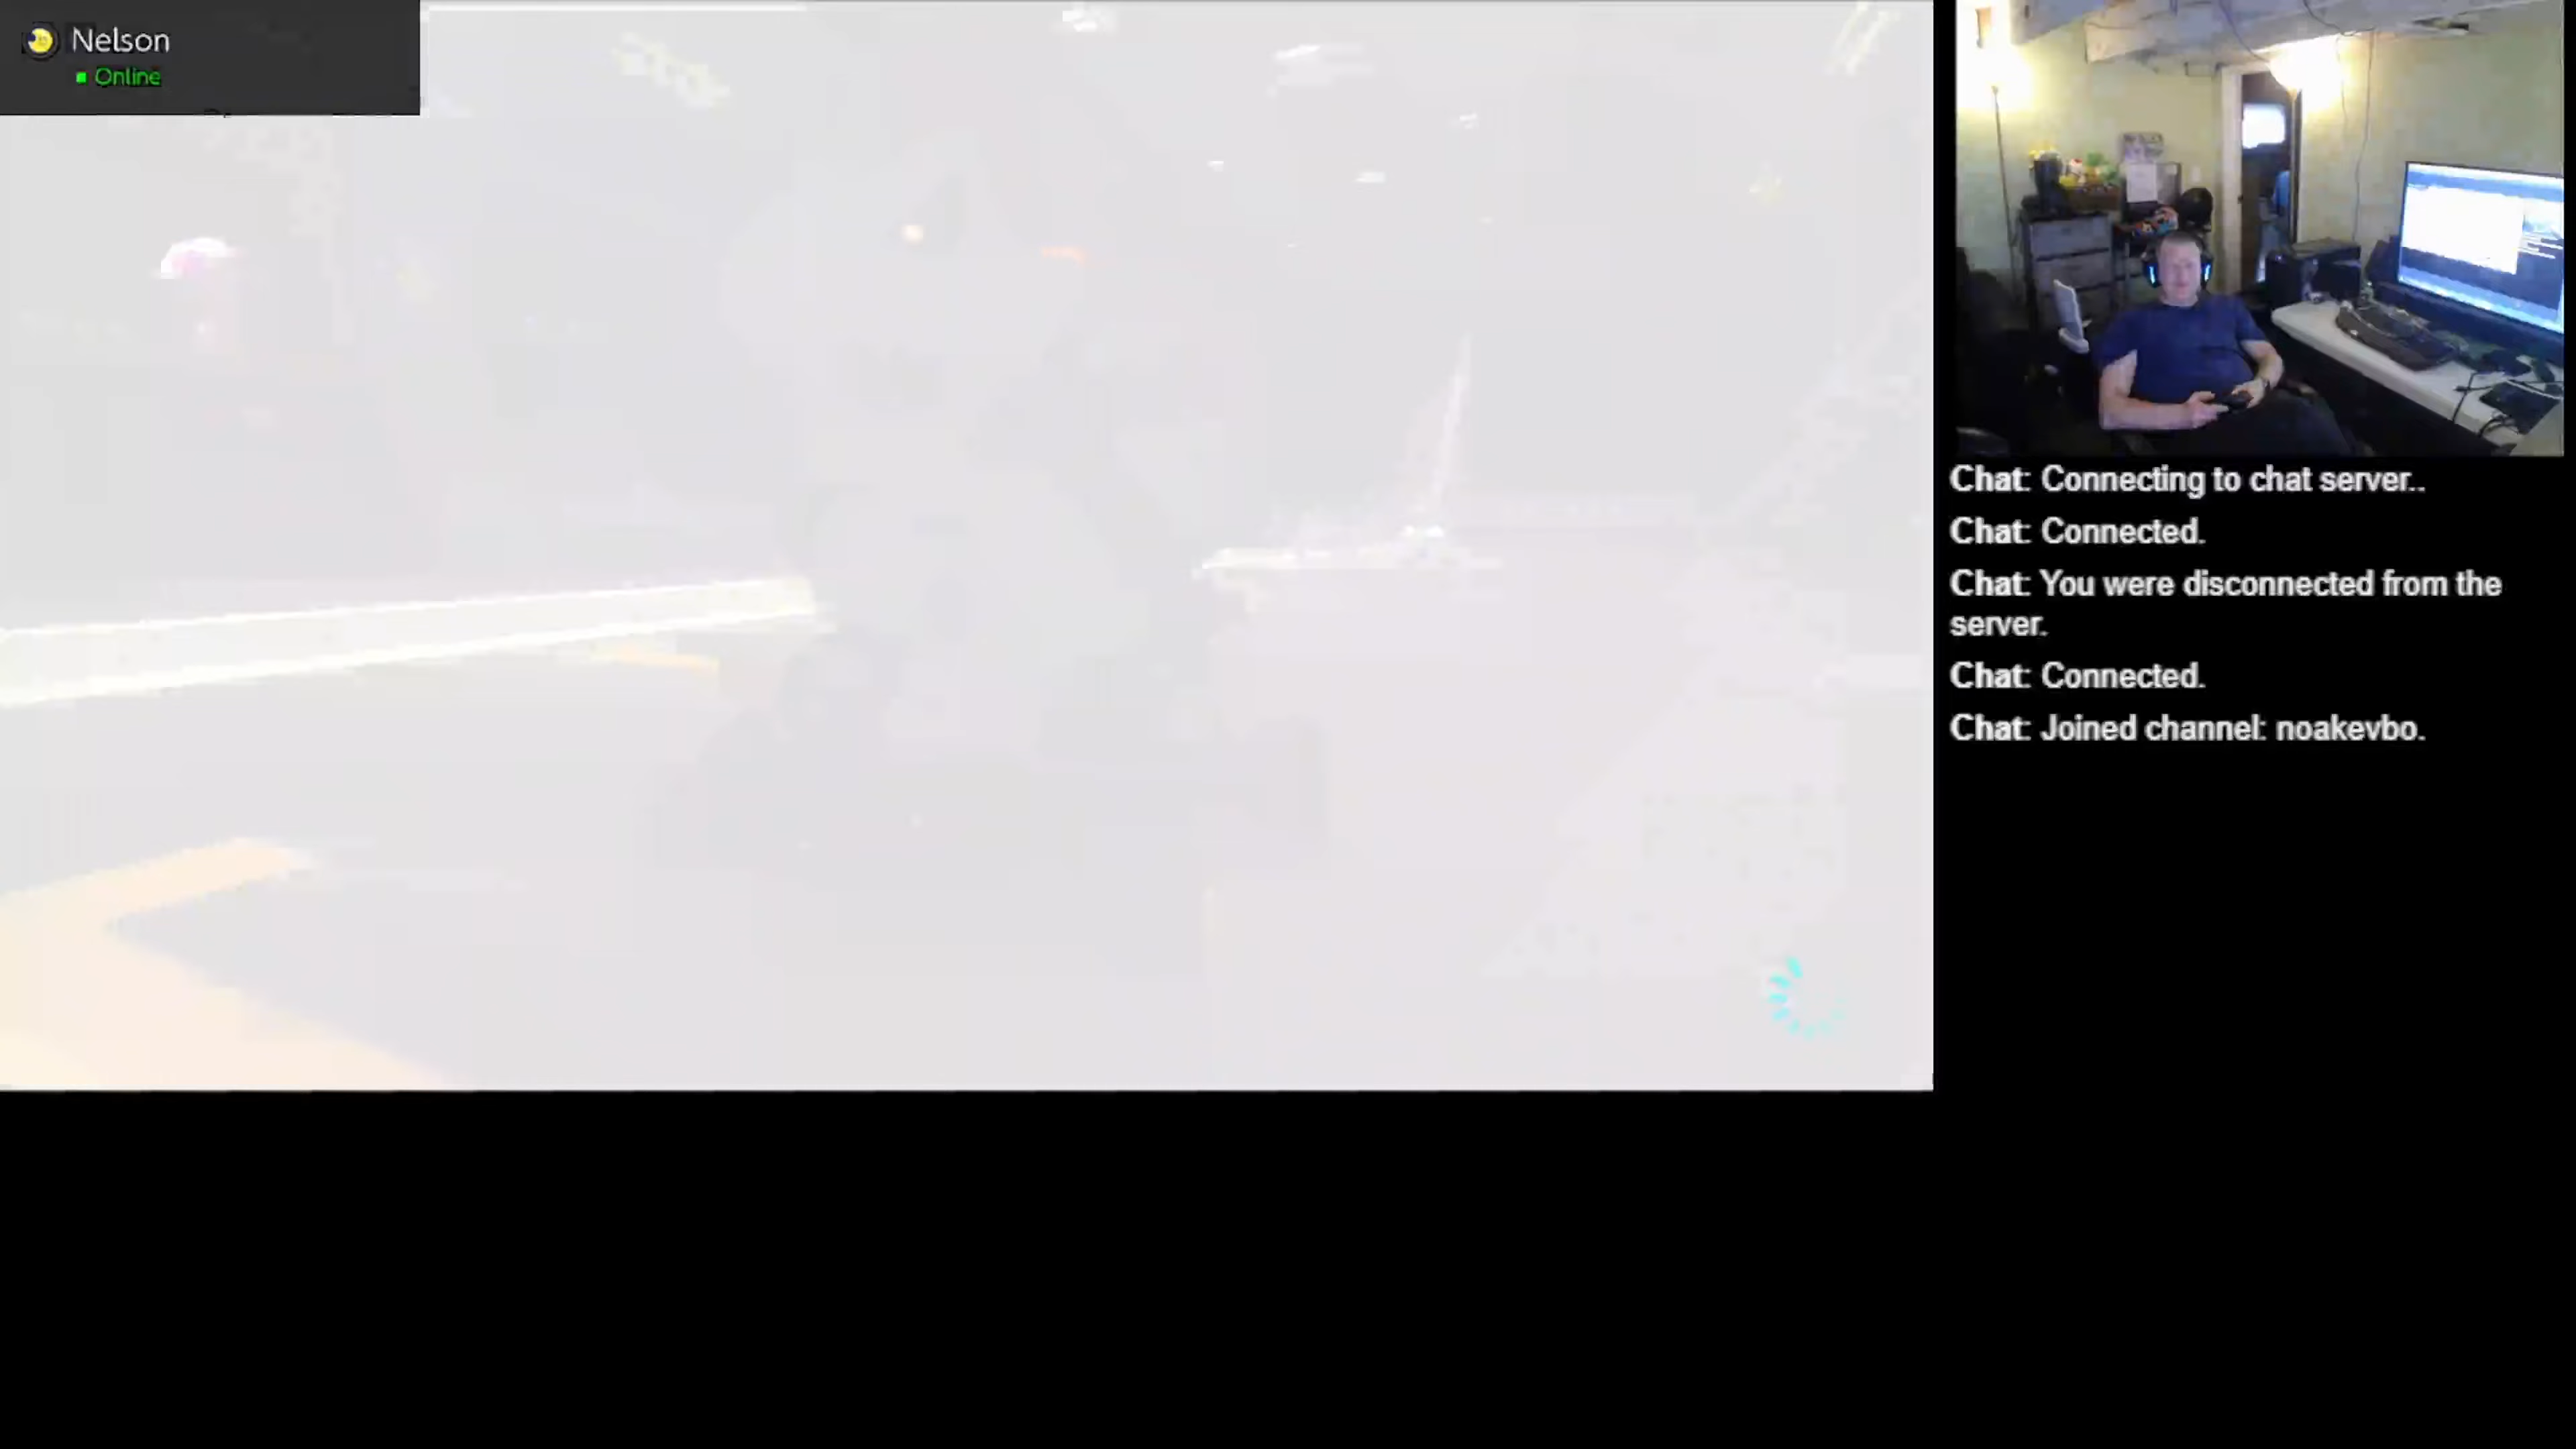 Nelson
Online
Chat: Connecting to chat server..
Chat: Connected.
Chat: You were disconnected from the
server.
Chat: Connected.
Chat: Joined channel: noakevbo.